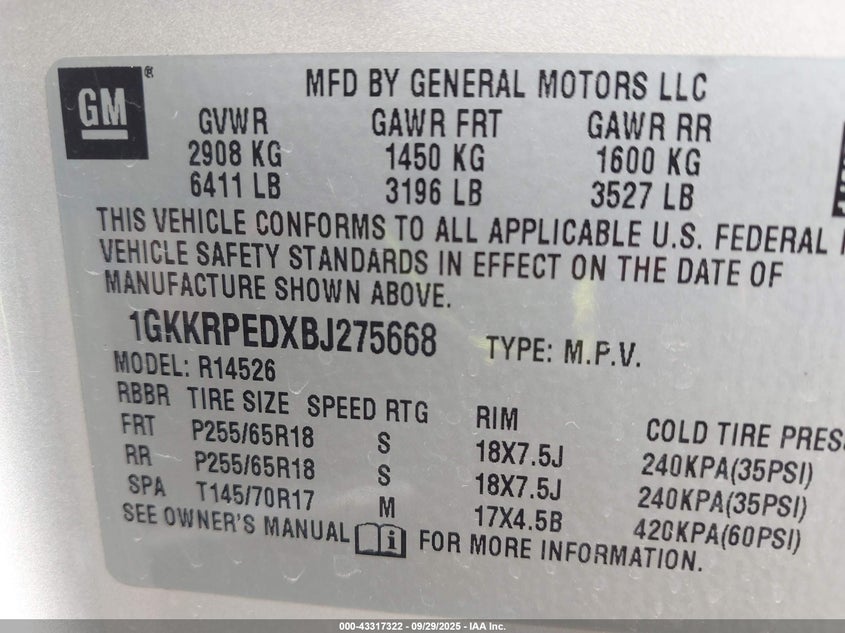 GM®
MFD BY GENERAL MOTORS LLC
GVWR GAWR FRT GAWR RR
2908 KG 1450 KG 1600 KG
6411 LB 3196 LB 3527 LB
THIS VEHICLE CONFORMS TO ALL APPLICABLE U.S. FEDERAL
VEHICLE SAFETY STANDARDS IN EFFECT ON THE DATE OF
MANUFACTURE SHOWN ABOVE.
1GKKRPEDXBJ275668 TYPE: M.P.V.
MODEL: R14526
RBBR TIRE SIZE SPEED RTG RIM COLD TIRE PRES
FRT P255/65R18 S 18X7.5J 240KPA(35PSI)
RR P255/65R18 S 18X7.5J 240KPA(35PSI)
SPA T145/70R17 M 17X4.5B 420KPA(60PSI)
SEE OWNER'S MANUAL i FOR MORE INFORMATION.
000-43317322 | 09/29/2025 - IAA Inc.